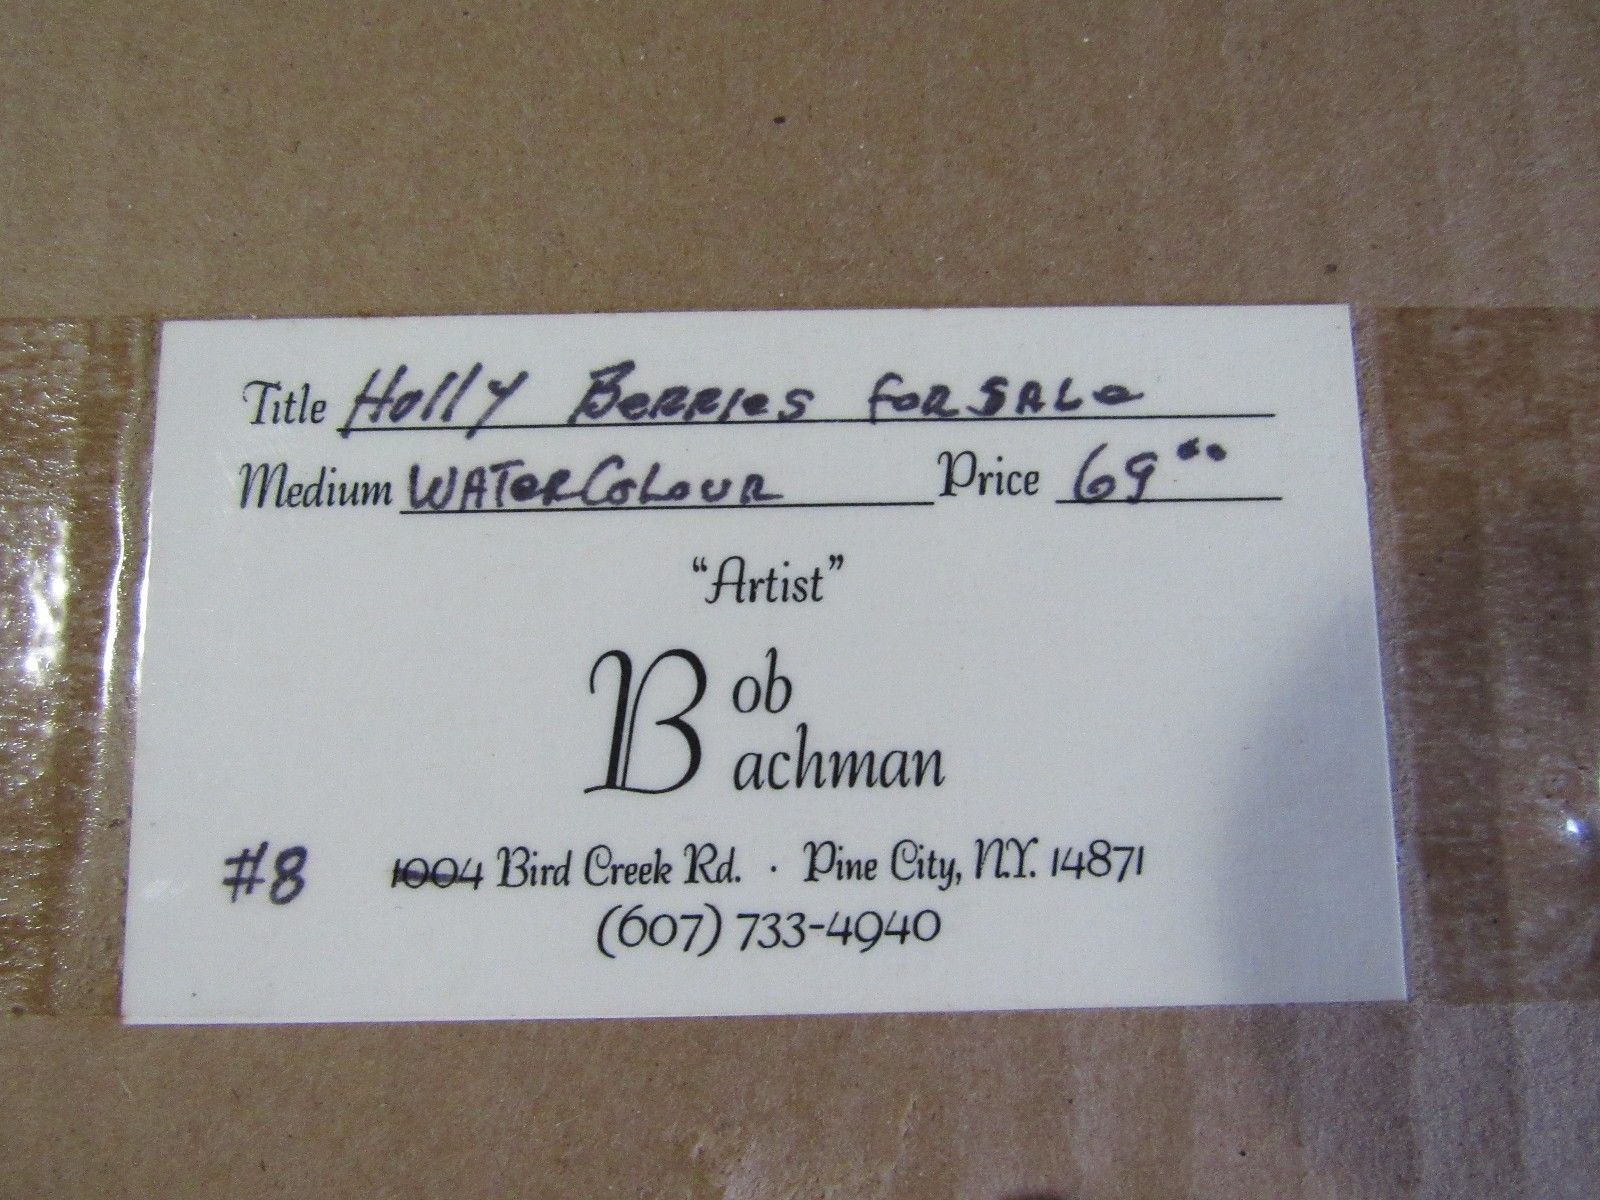 Title Holly Berries for Sale
Medium WaterColour Price 69 00
"Artist"
Bob
Bachman
#8 1004 Bird Creek Rd. · Pine City, N.Y. 14871
(607) 733-4940